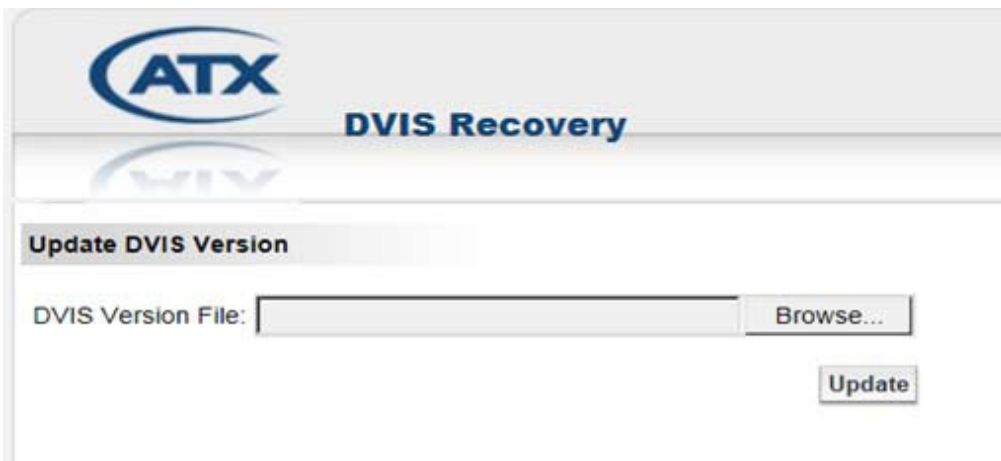 ATX
DVIS Recovery
Update DVIS Version
DVIS Version File:
Browse...
Update